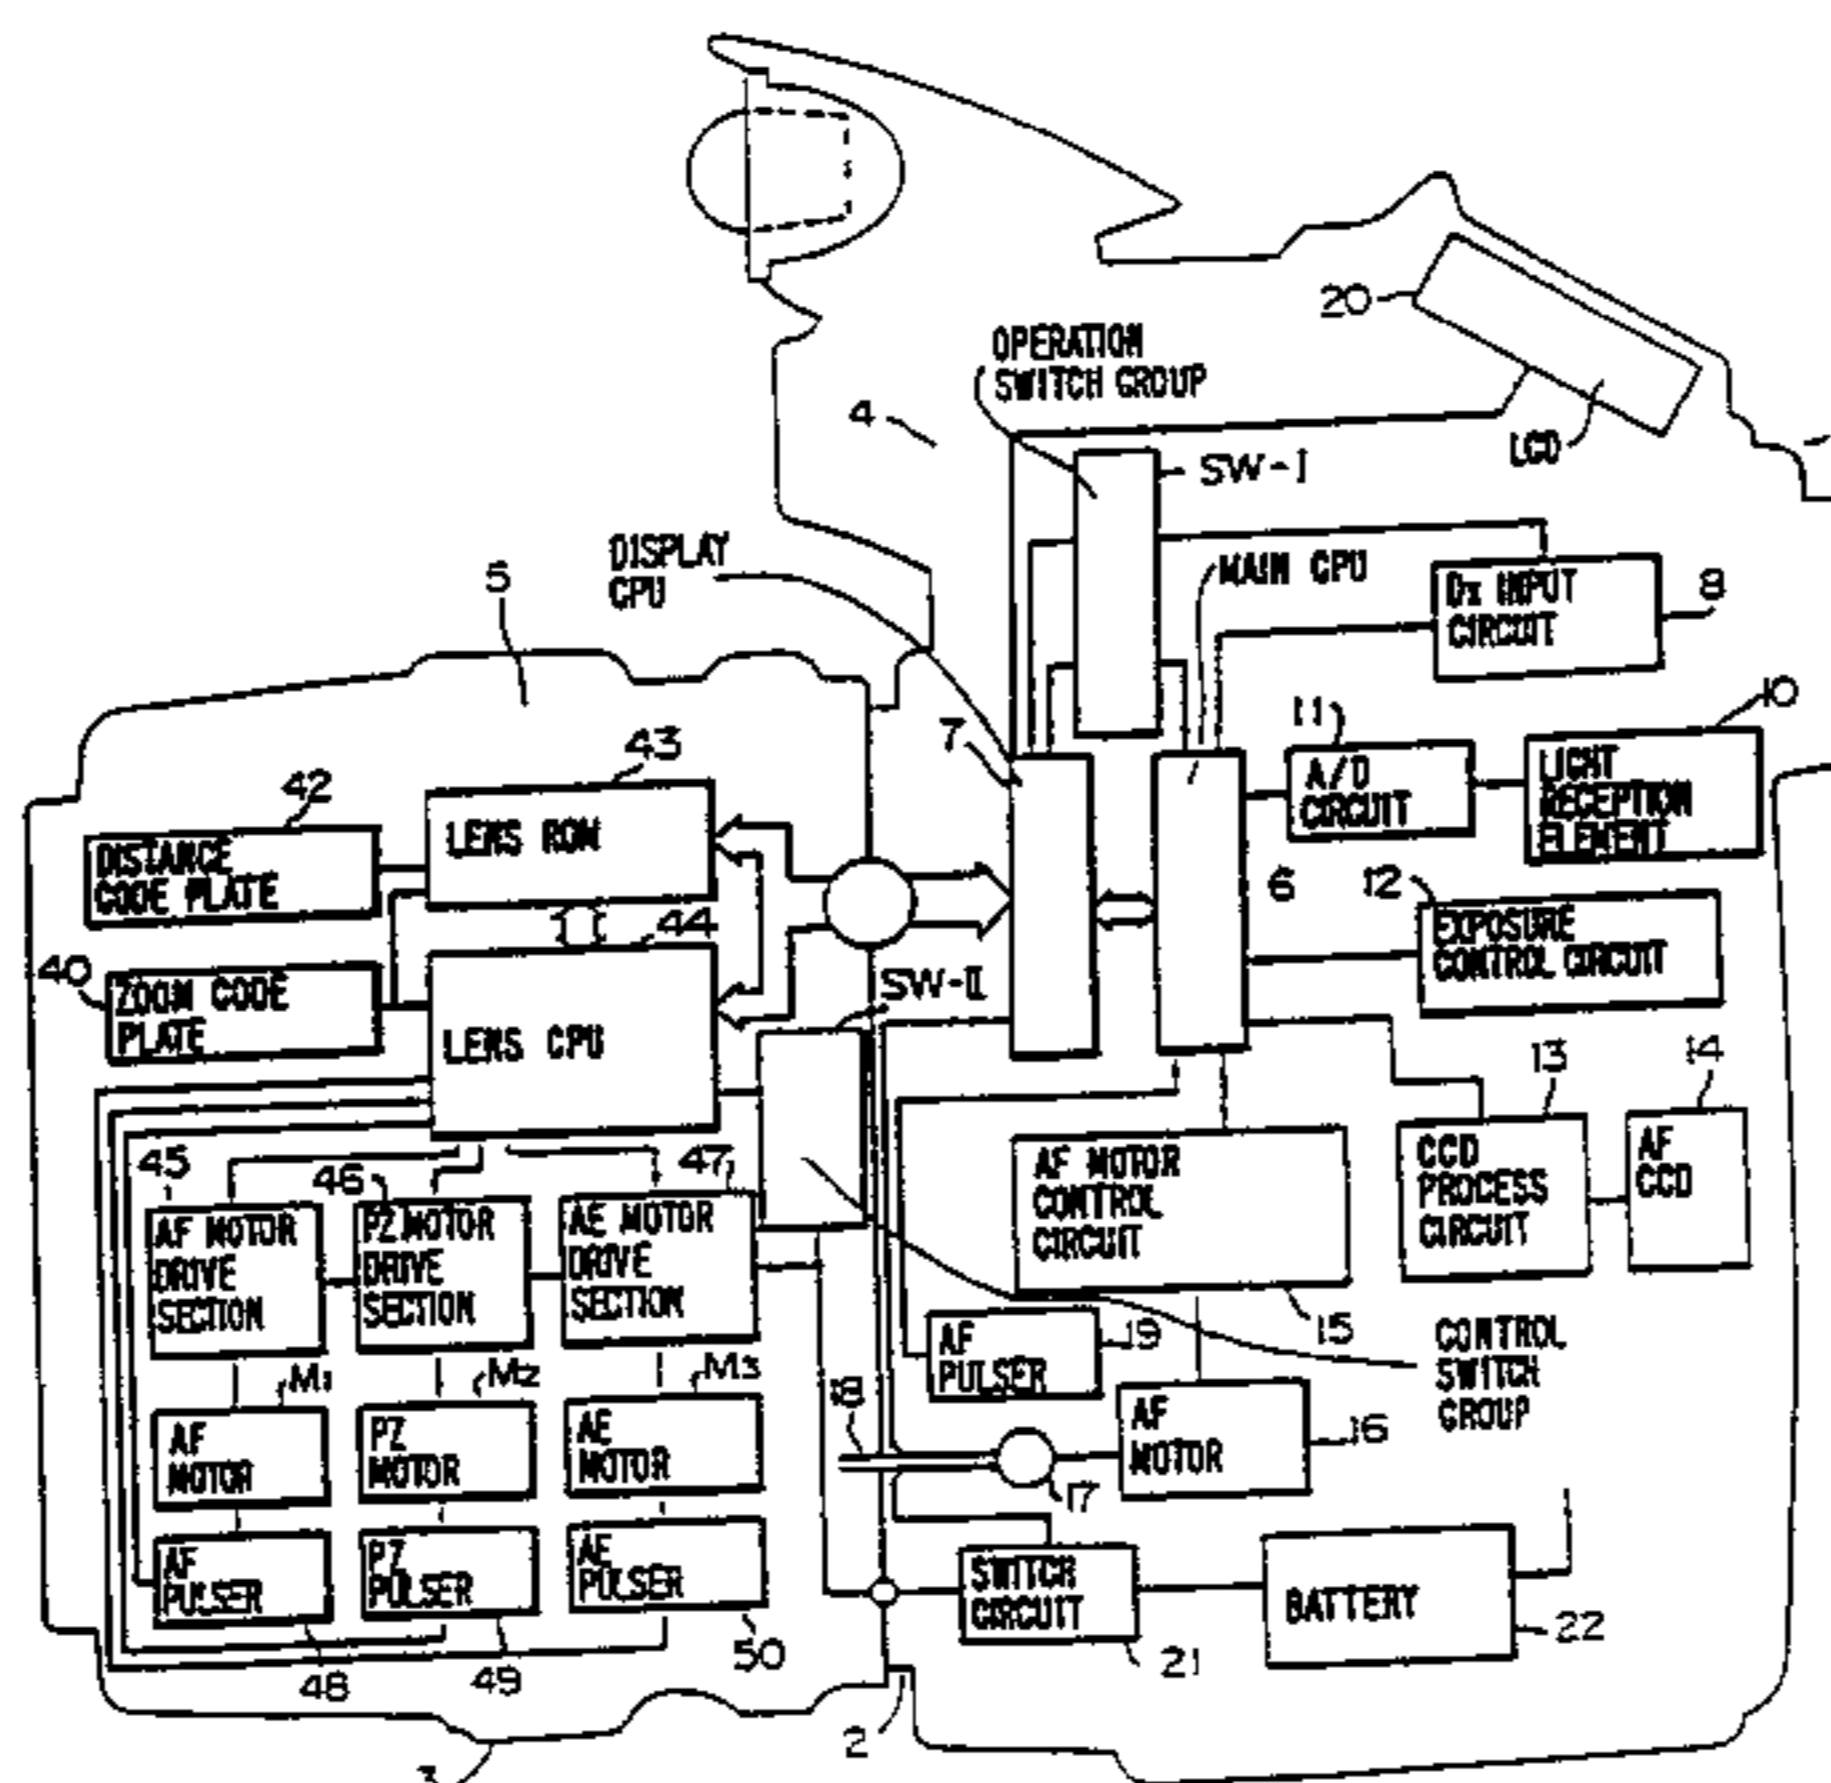 20
OPERATION
SWITCH GROUP
4
LCD
SW-I
DISPLAY
CPU
MAIN CPU
5
Dx INPUT
CIRCUIT
8
10
11
7
43
A/D
CIRCUIT
LIGHT
RECEPTION
ELEMENT
42
LENS ROM
DISTANCE
CODE PLATE
6
12
44
EXPOSURE
CONTROL CIRCUIT
40
SW-II
ZOOM CODE
PLATE
LENS CPU
13
14
45
46
47
AF MOTOR
CONTROL
CIRCUIT
CCD
PROCESS
CIRCUIT
AF
CCD
AF MOTOR
DRIVE
SECTION
PZ MOTOR
DRIVE
SECTION
AE MOTOR
DRIVE
SECTION
15
19
AF
PULSER
CONTROL
SWITCH
GROUP
M1
M2
M3
18
AF
MOTOR
16
AF
MOTOR
PZ
MOTOR
AE
MOTOR
17
AF
PULSER
PZ
PULSER
AE
PULSER
SWITCH
CIRCUIT
BATTERY
22
50
21
48
49
2
3